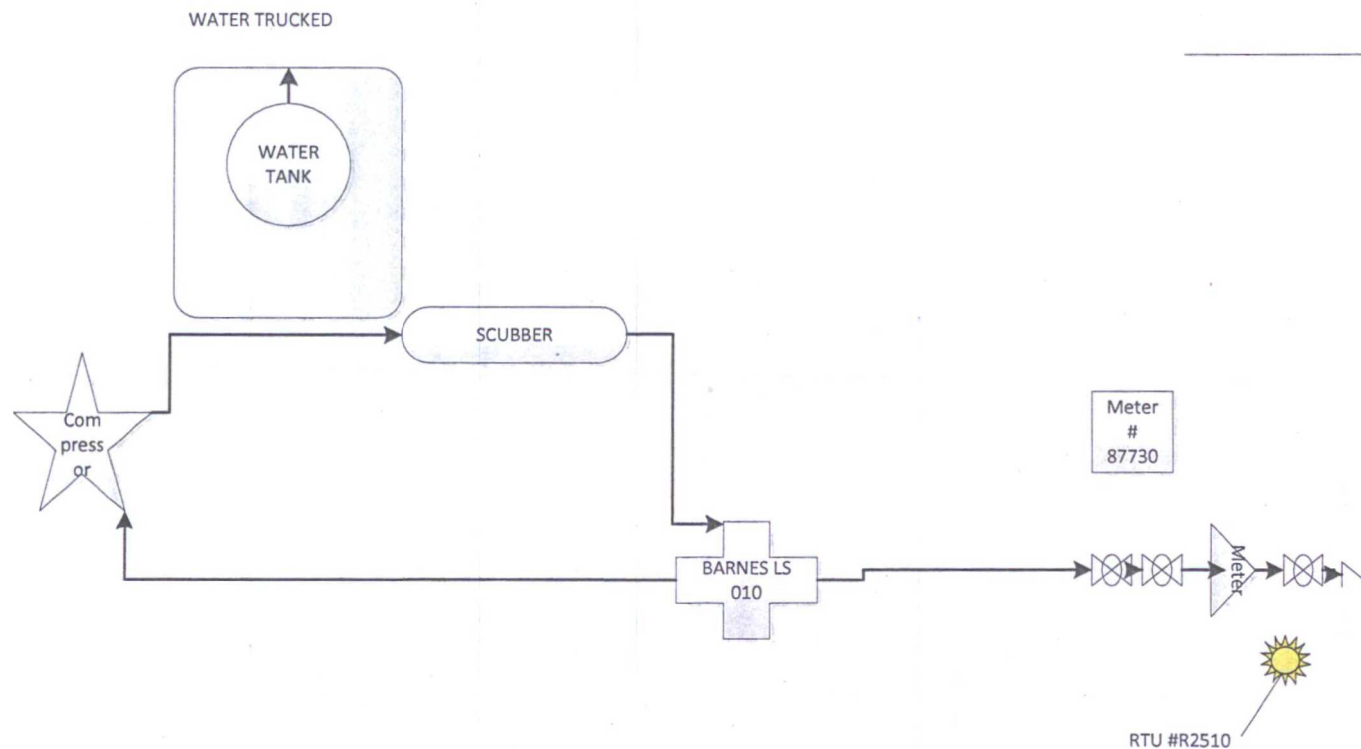 WATER TRUCKED
WATER
TANK
SCUBBER
Com
press
or
Meter
#
87730
BARNES LS
010
Meter
RTU #R2510